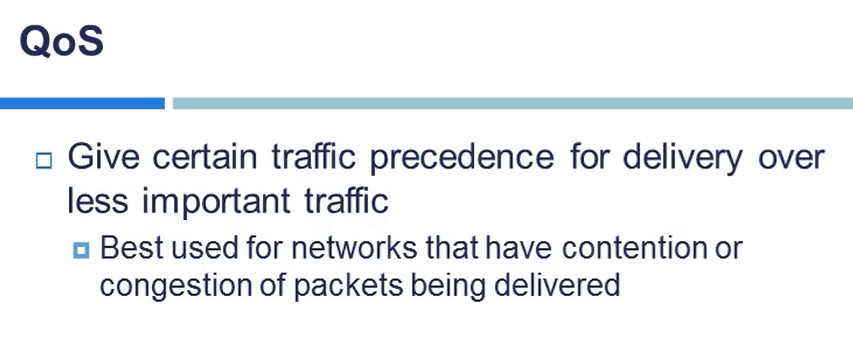 QoS
Give certain traffic precedence for delivery over
less important traffic
Best used for networks that have contention or
congestion of packets being delivered